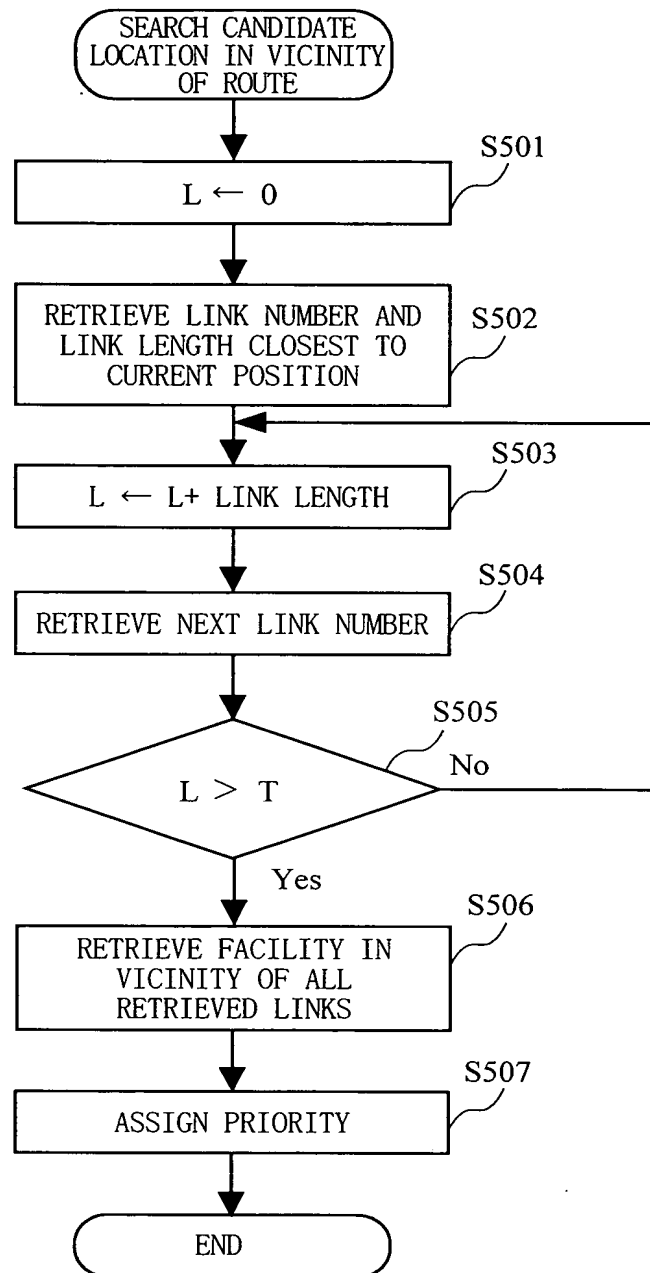 SEARCH CANDIDATE
LOCATION IN VICINITY
OF ROUTE
S501
L ← 0
S502
RETRIEVE LINK NUMBER AND
LINK LENGTH CLOSEST TO
CURRENT POSITION
S503
L ← L+ LINK LENGTH
S504
RETRIEVE NEXT LINK NUMBER
S505
L > T
No
Yes
S506
RETRIEVE FACILITY IN
VICINITY OF ALL
RETRIEVED LINKS
S507
ASSIGN PRIORITY
END